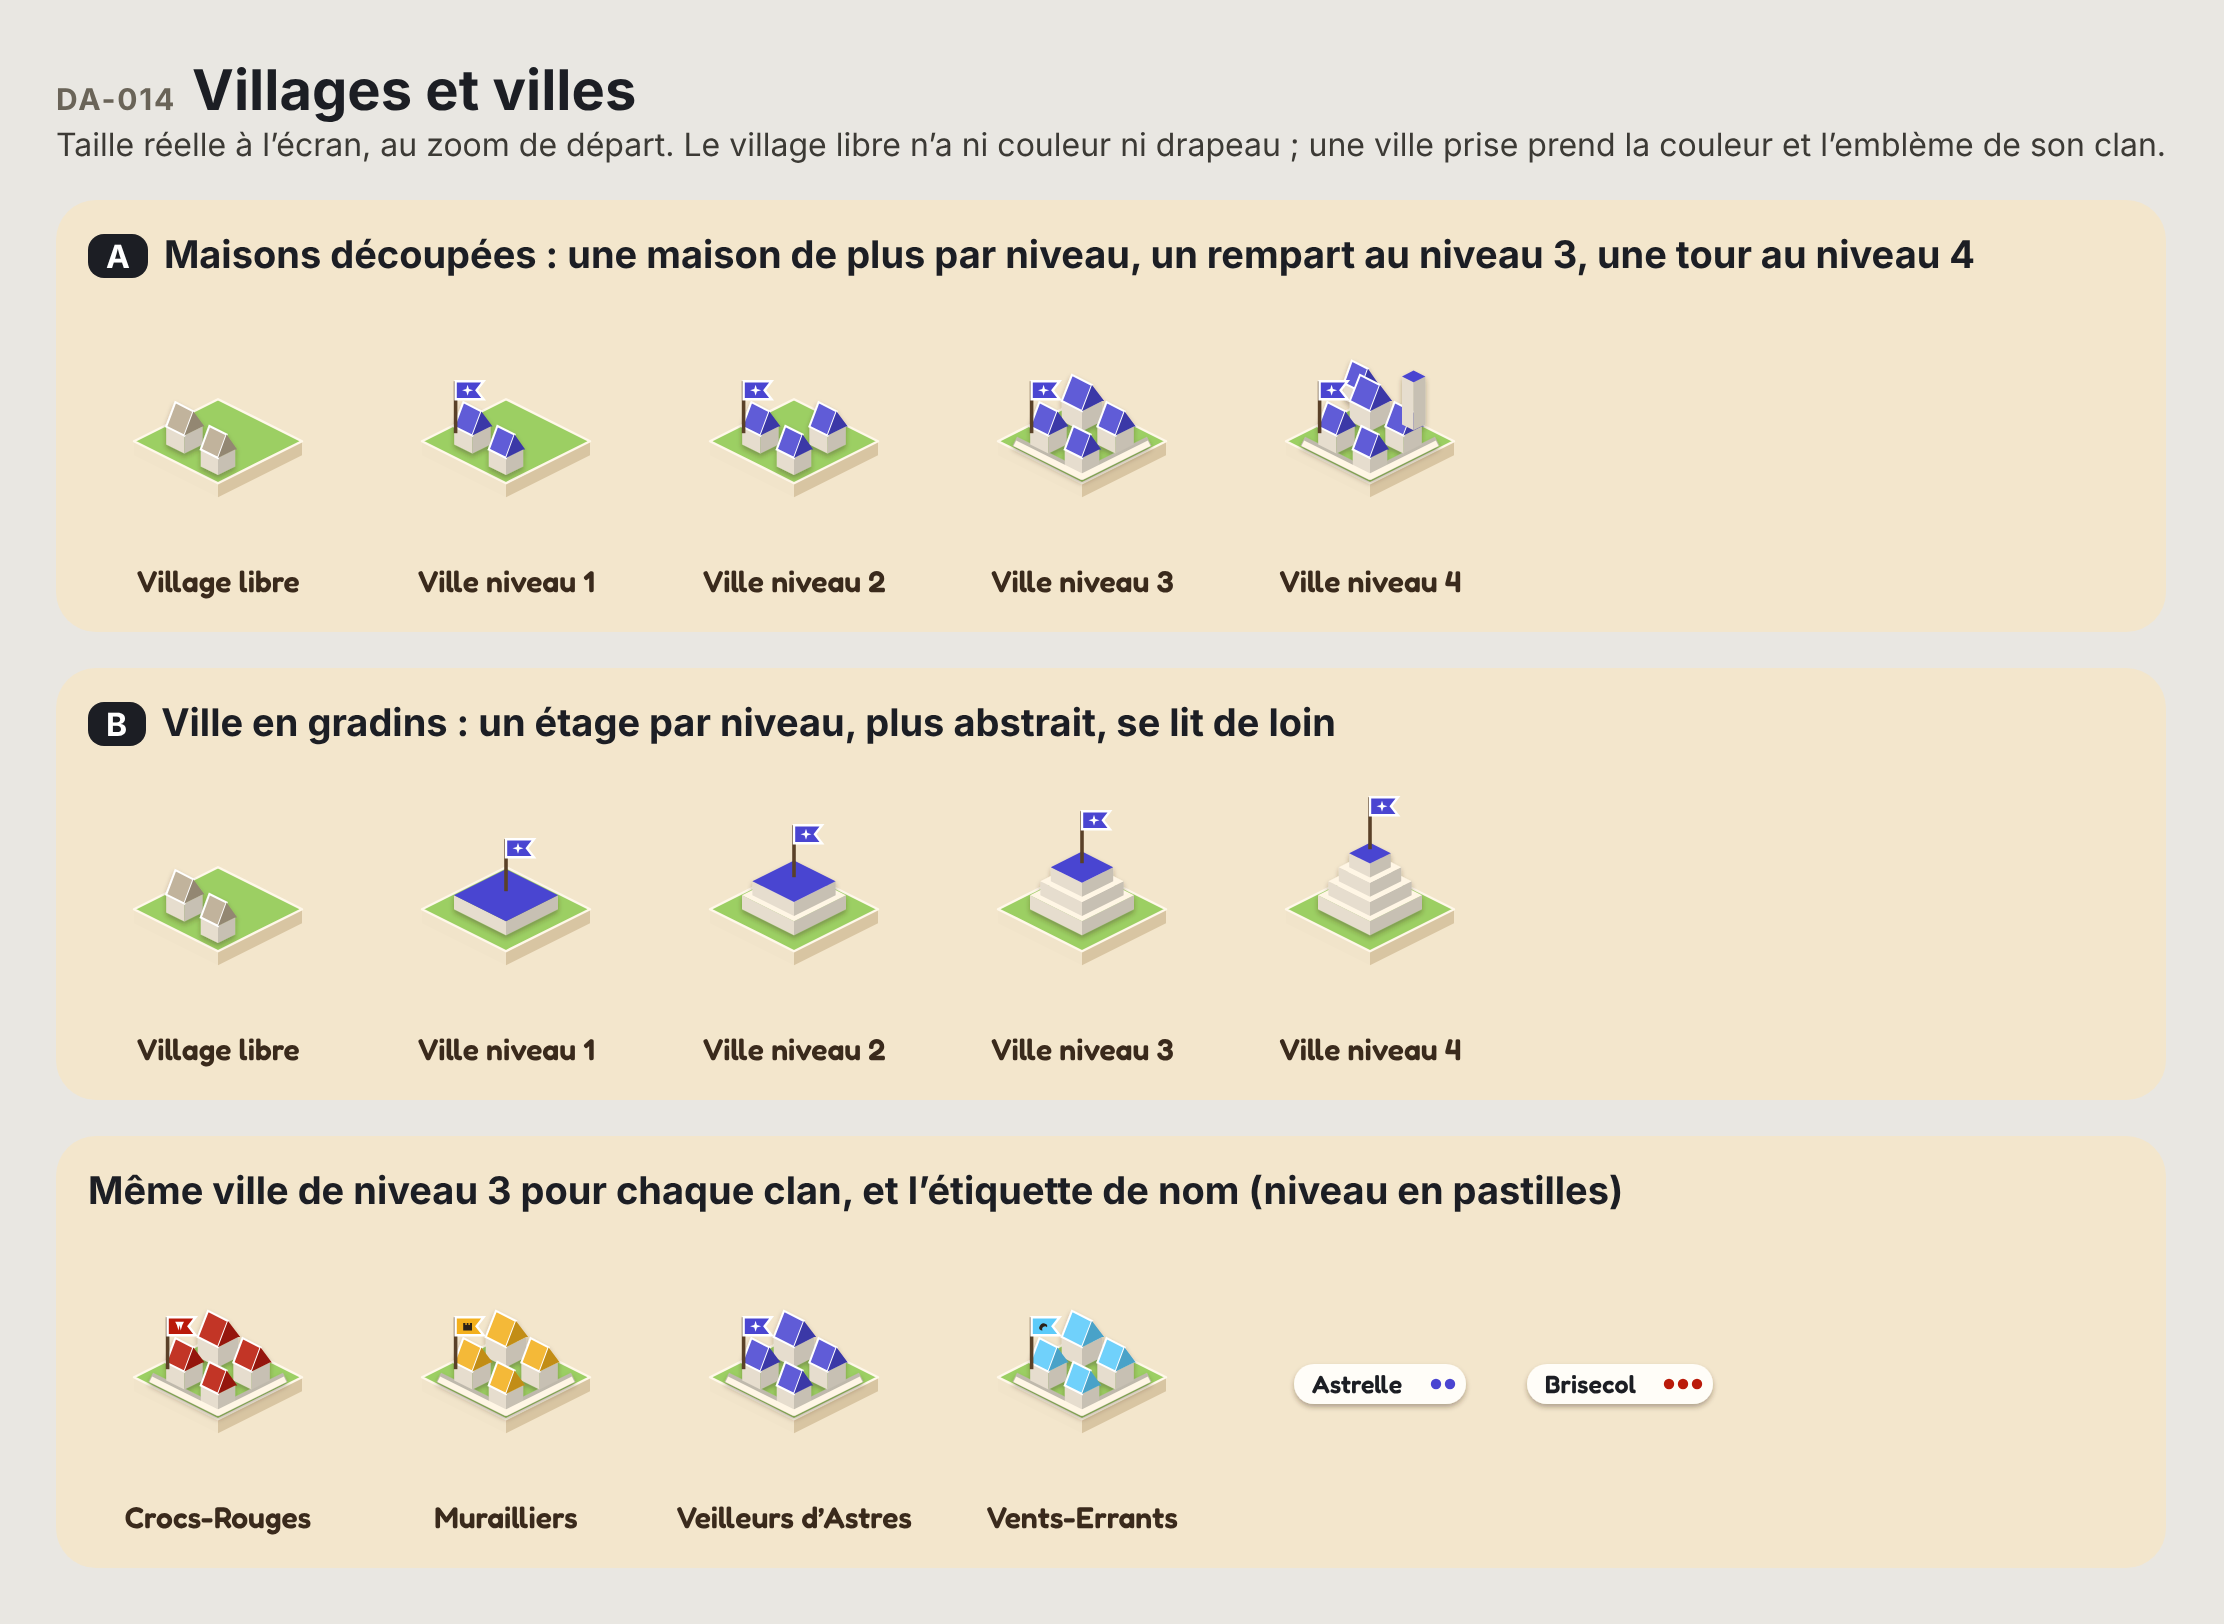 DA-014 Villages et villes
Taille réelle à l’écran, au zoom de départ. Le village libre n’a ni couleur ni drapeau ; une ville prise prend la couleur et l’emblème de son clan.
A Maisons découpées : une maison de plus par niveau, un rempart au niveau 3, une tour au niveau 4
Village libre Ville niveau 1 Ville niveau 2 Ville niveau 3 Ville niveau 4
B Ville en gradins : un étage par niveau, plus abstrait, se lit de loin
Village libre Ville niveau 1 Ville niveau 2 Ville niveau 3 Ville niveau 4
Même ville de niveau 3 pour chaque clan, et l’étiquette de nom (niveau en pastilles)
Astrelle Brisecol
Crocs-Rouges Murailliers Veilleurs d’Astres Vents-Errants